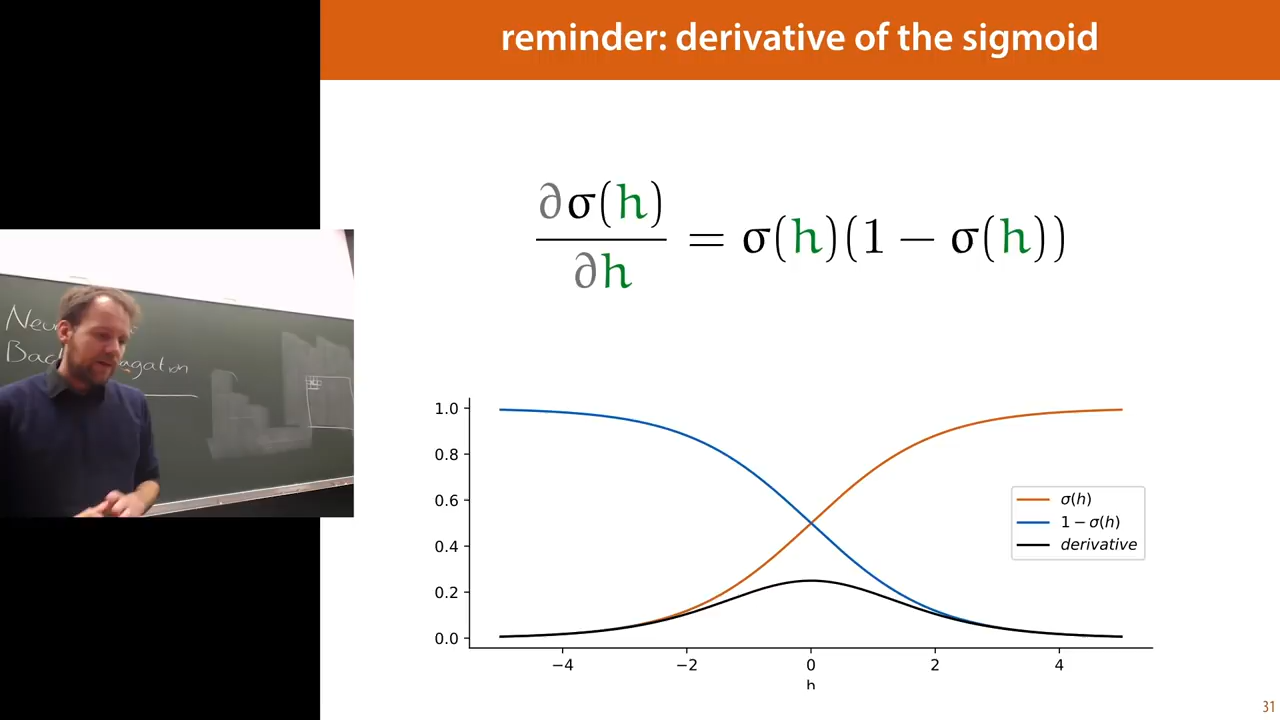 reminder: derivative of the sigmoid
∂σ(h)
∂h
= σ(h)(1 − σ(h))
1.0
0.8
0.6
0.4
0.2
0.0
−4 −2 0 2 4
h
σ(h)
1 − σ(h)
derivative
31